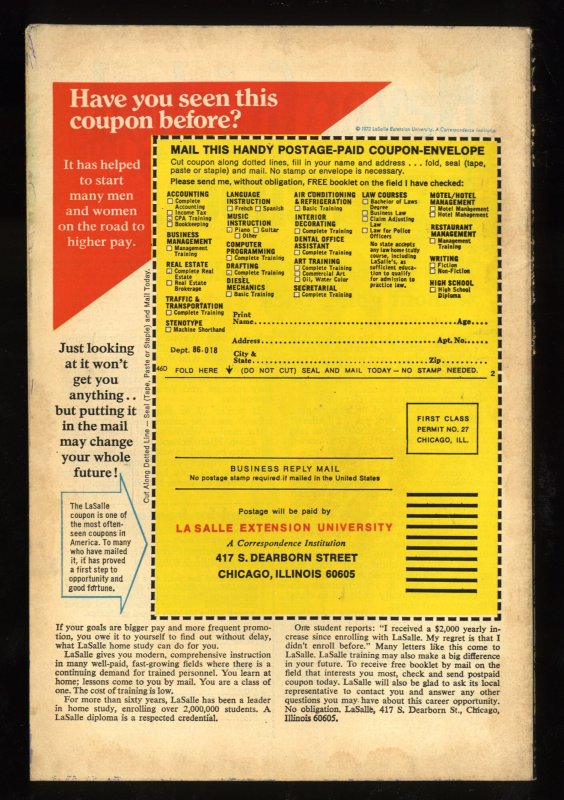 Have you seen this
coupon before?
© 1972 LaSalle Extension University. A Correspondence Institution
It has helped
to start
many men
and women
on the road to
higher pay.
MAIL THIS HANDY POSTAGE-PAID COUPON-ENVELOPE
Cut coupon along dotted lines, fill in your name and address . . . fold, seal (tape,
paste or staple) and mail. No stamp or envelope is necessary.
Please send me, without obligation, FREE booklet on the field I have checked:
ACCOUNTING
☐ Complete
Accounting
☐ Income Tax
☐ CPA Training
☐ Bookkeeping
BUSINESS
MANAGEMENT
☐ Management
Training
REAL ESTATE
☐ Complete Real
Estate
☐ Real Estate
Brokerage
TRAFFIC &
TRANSPORTATION
☐ Complete Training
STENOTYPE
☐ Machine Shorthand
LANGUAGE
INSTRUCTION
☐ French ☐ Spanish
MUSIC
INSTRUCTION
☐ Piano ☐ Guitar
☐ Other
COMPUTER
PROGRAMMING
☐ Complete Training
DRAFTING
☐ Complete Training
DIESEL
MECHANICS
☐ Basic Training
AIR CONDITIONING
& REFRIGERATION
☐ Basic Training
INTERIOR
DECORATING
☐ Complete Training
DENTAL OFFICE
ASSISTANT
☐ Complete Training
ART TRAINING
☐ Complete Training
☐ Commercial Art
☐ Oil, Water Color
SECRETARIAL
☐ Complete Training
LAW COURSES
☐ Bachelor of Laws
Degree
☐ Business Law
☐ Claim Adjusting
Law
☐ Law for Police
Officers
No state accepts
any law home study
course, including
LaSalle's, as
sufficient educa-
tion to qualify
for admission to
practice law.
MOTEL/HOTEL
MANAGEMENT
☐ Motel Management
☐ Hotel Management
RESTAURANT
MANAGEMENT
☐ Management
Training
WRITING
☐ Fiction
☐ Non-Fiction
HIGH SCHOOL
☐ High School
Diploma
Print
Name Age
Address Apt. No.
Dept. 86-018
City &
State Zip
460 FOLD HERE (DO NOT CUT) SEAL AND MAIL TODAY — NO STAMP NEEDED. 2
Cut Along Dotted Line — Seal (Tape, Paste or Staple) and Mail Today.
Just looking
at it won't
get you
anything . .
but putting it
in the mail
may change
your whole
future!
The LaSalle
coupon is one of
the most often-
seen coupons in
America. To many
who have mailed
it, it has proved
a first step to
opportunity and
good fortune.
FIRST CLASS
PERMIT NO. 27
CHICAGO, ILL.
BUSINESS REPLY MAIL
No postage stamp required if mailed in the United States
Postage will be paid by
LA SALLE EXTENSION UNIVERSITY
A Correspondence Institution
417 S. DEARBORN STREET
CHICAGO, ILLINOIS 60605
If your goals are bigger pay and more frequent promo-
tion, you owe it to yourself to find out without delay,
what LaSalle home study can do for you.
LaSalle gives you modern, comprehensive instruction
in many well-paid, fast-growing fields where there is a
continuing demand for trained personnel. You learn at
home; lessons come to you by mail. You are a class of
one. The cost of training is low.
For more than sixty years, LaSalle has been a leader
in home study, enrolling over 2,000,000 students. A
LaSalle diploma is a respected credential.
One student reports: "I received a $2,000 yearly in-
crease since enrolling with LaSalle. My regret is that I
didn't enroll before." Many letters like this come to
LaSalle. LaSalle training may also make a big difference
in your future. To receive free booklet by mail on the
field that interests you most, check and send postpaid
coupon today. LaSalle will also be glad to ask its local
representative to contact you and answer any other
questions you may have about this career opportunity.
No obligation. LaSalle, 417 S. Dearborn St., Chicago,
Illinois 60605.